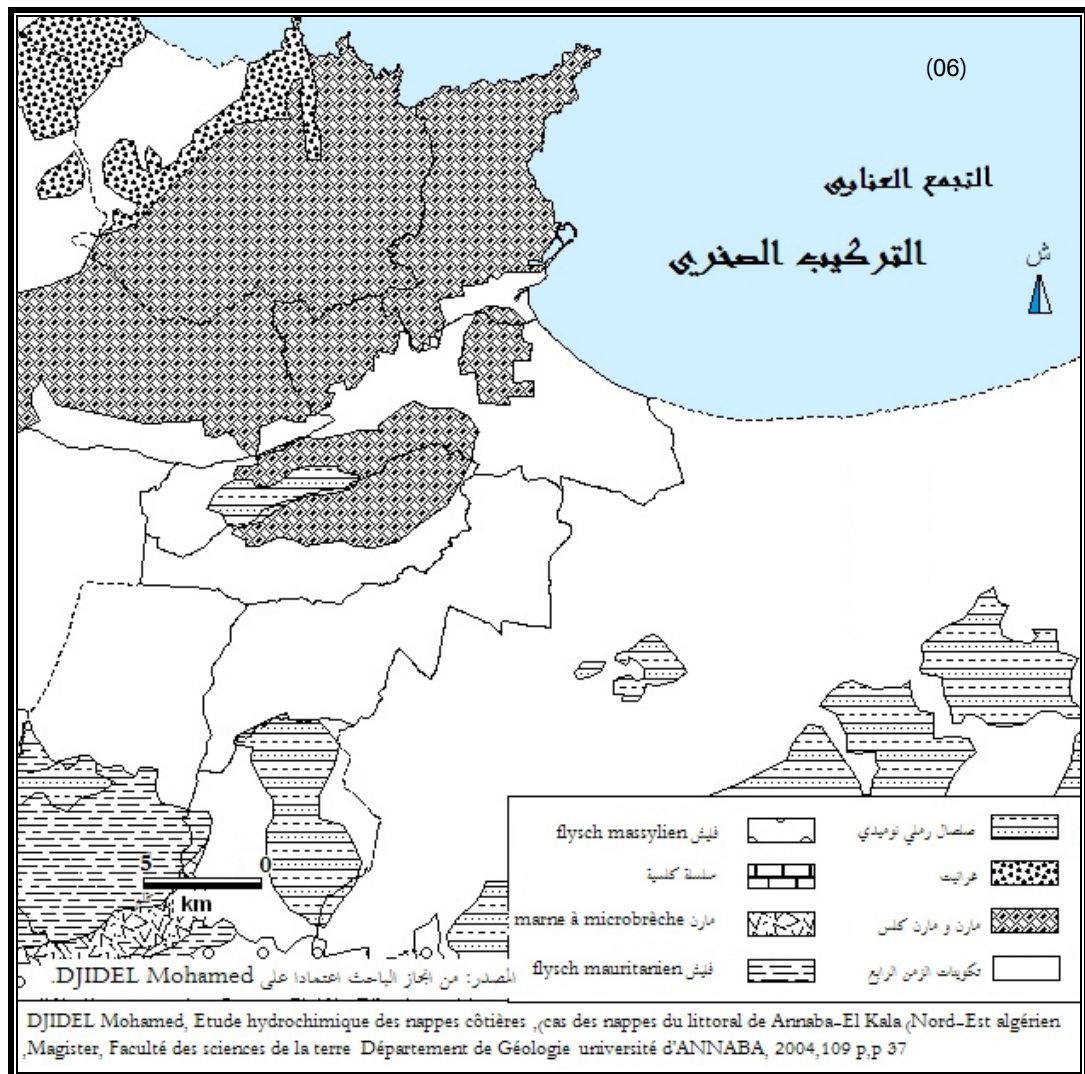 (06)
التجمع العنابي
التركيب الصخري
ش
صلصال رملي نوميدي
فليش flysch massylien
غرانيت
سلسلة كلسية
مارن و مارن كلس
مارن marne à microbrèche
تكوينات الزمن الرابع
فليش flysch mauritanien
5 0
km
المصدر: من انجاز الباحث اعتمادا على DJIDEL Mohamed.
DJIDEL Mohamed, Etude hydrochimique des nappes côtières ,(cas des nappes du littoral de Annaba-El Kala (Nord-Est algérien
,Magister, Faculté des sciences de la terre Département de Géologie université d'ANNABA, 2004,109 p,p 37